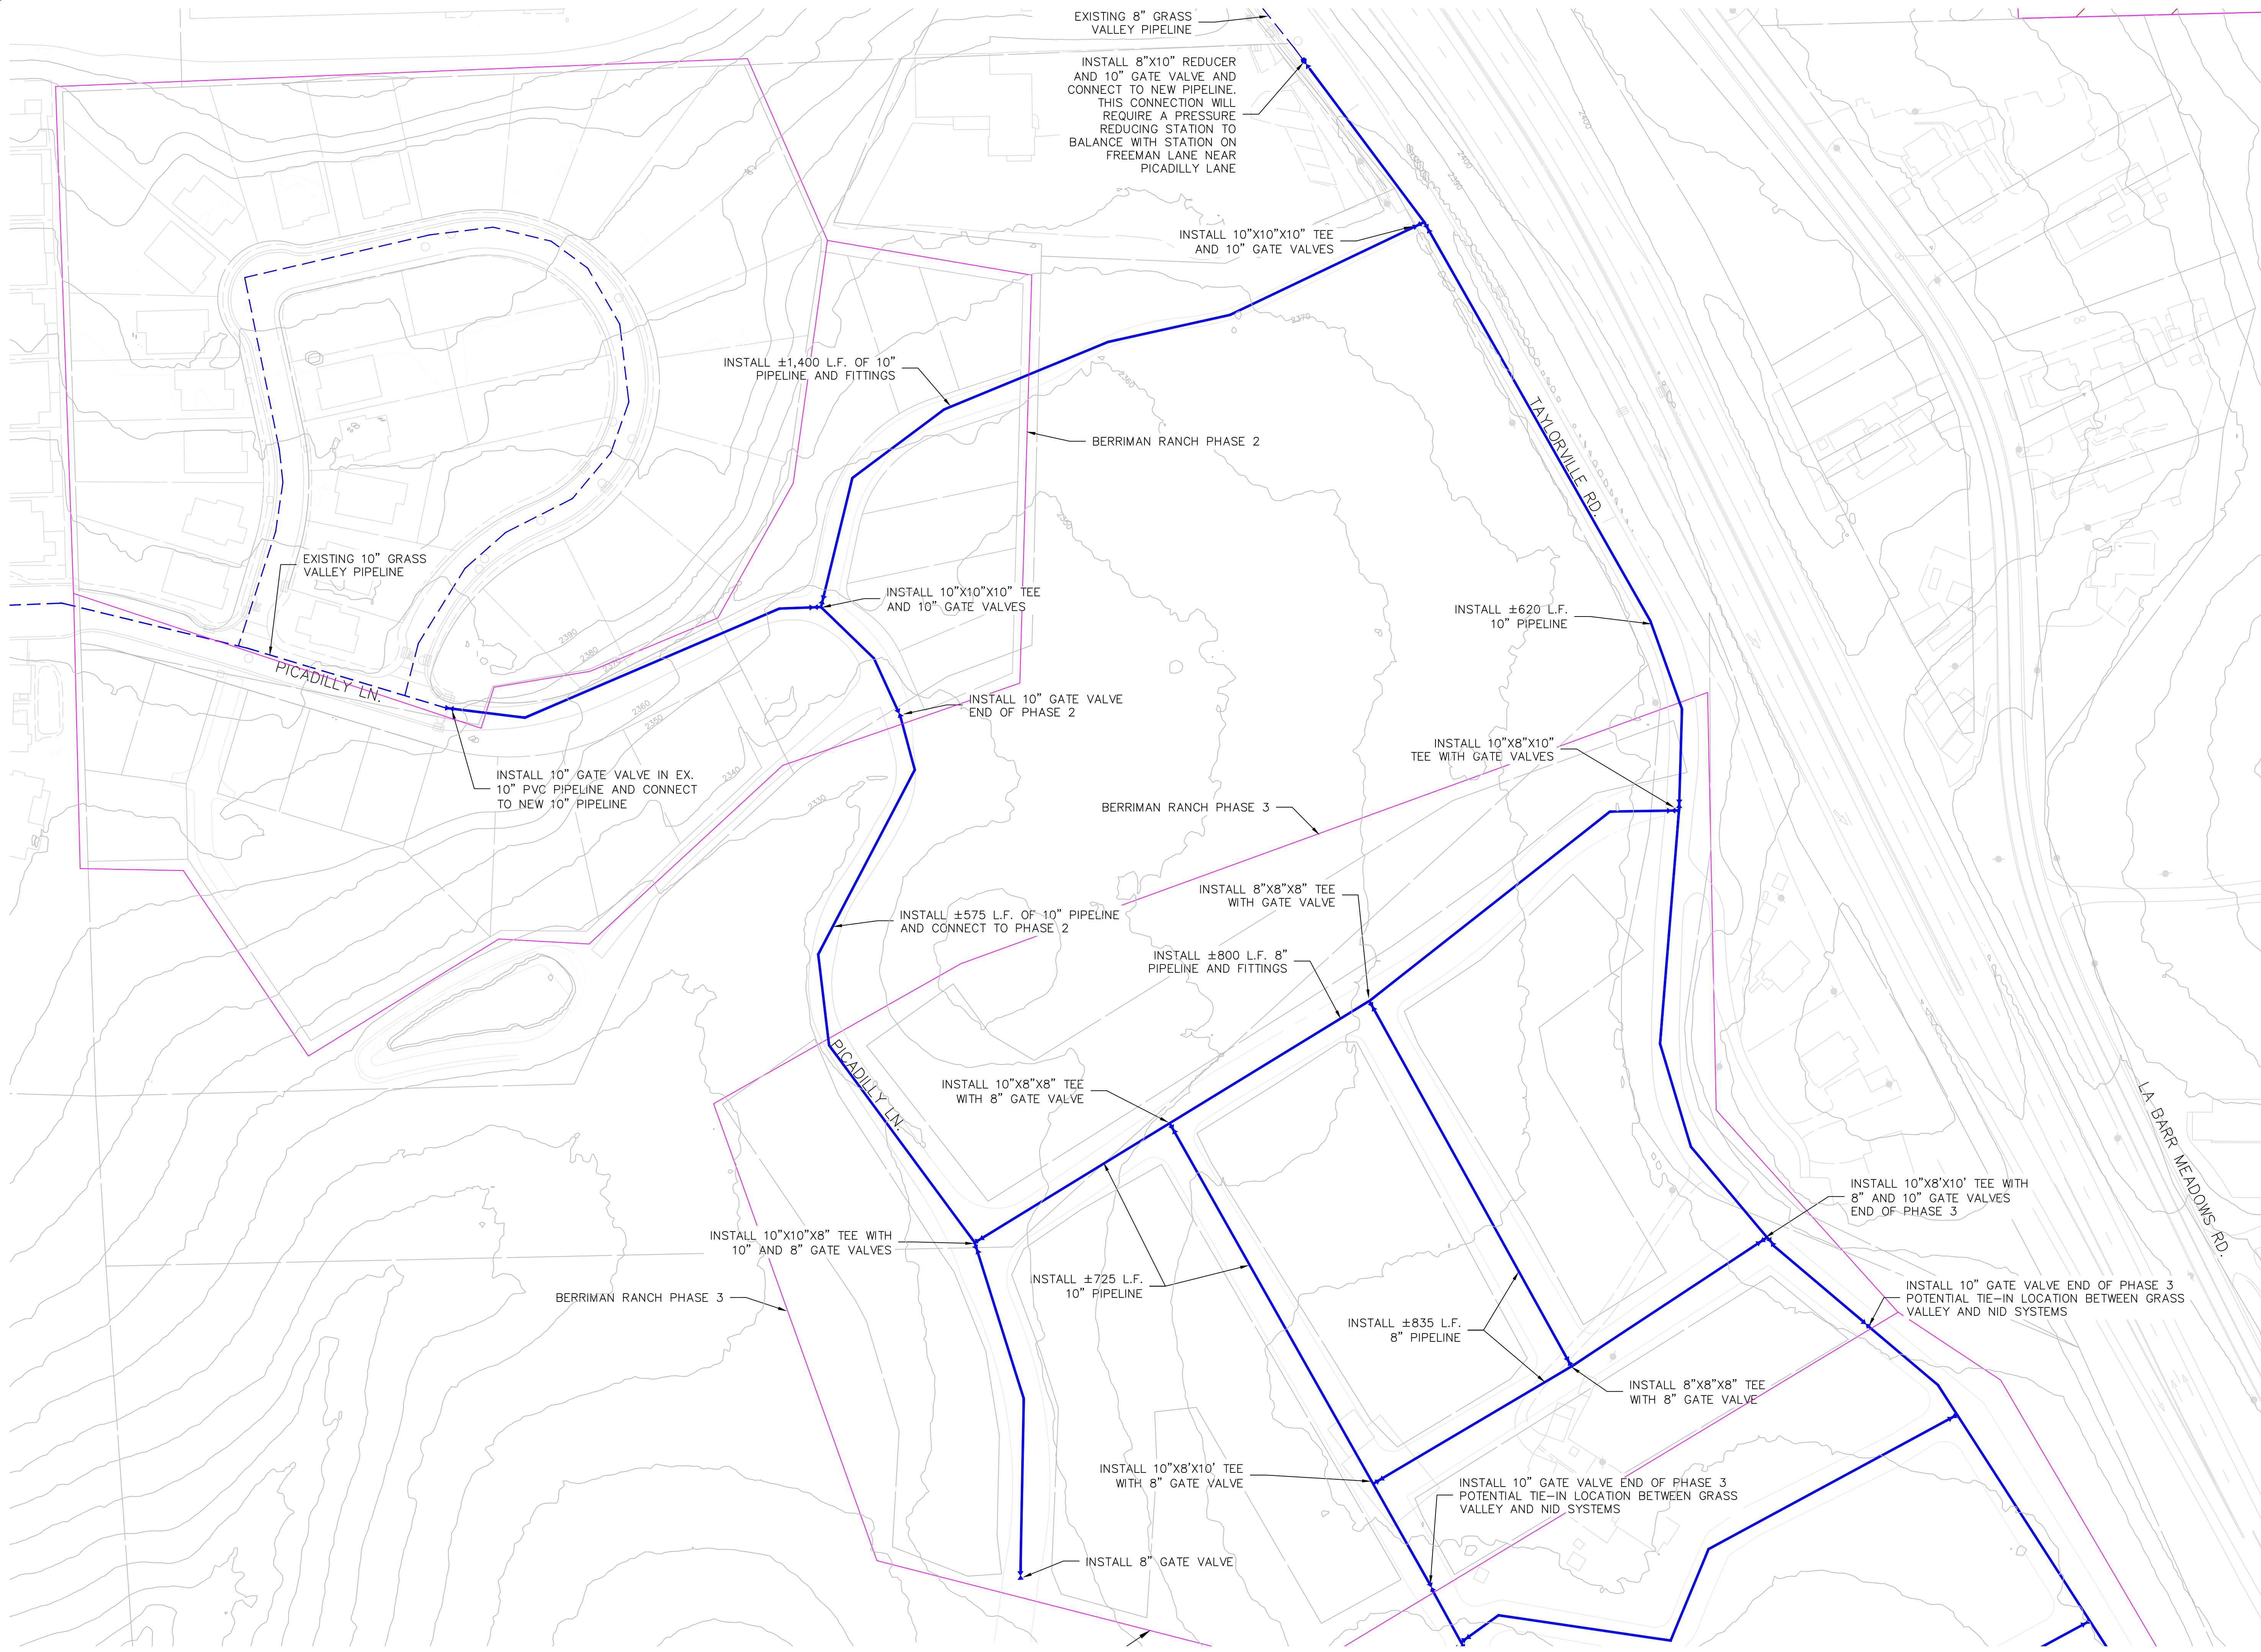 EXISTING 8" GRASS
VALLEY PIPELINE
INSTALL 8"X10" REDUCER
AND 10" GATE VALVE AND
CONNECT TO NEW PIPELINE.
THIS CONNECTION WILL
REQUIRE A PRESSURE
REDUCING STATION TO
BALANCE WITH STATION ON
FREEMAN LANE NEAR
PICADILLY LANE
2400
2400
2390
INSTALL 10"X10"X10" TEE
AND 10" GATE VALVES
2370
INSTALL ±1,400 L.F. OF 10"
PIPELINE AND FITTINGS
2360
TAYLORVILLE RD.
BERRIMAN RANCH PHASE 2
2350
EXISTING 10" GRASS
VALLEY PIPELINE
INSTALL 10"X10"X10" TEE
AND 10" GATE VALVES
INSTALL ±620 L.F.
10" PIPELINE
2390
2380
2370
PICADILLY LN.
2360
2350
INSTALL 10" GATE VALVE
END OF PHASE 2
INSTALL 10"X8"X10"
TEE WITH GATE VALVES
INSTALL 10" GATE VALVE IN EX.
10" PVC PIPELINE AND CONNECT
TO NEW 10" PIPELINE
2340
2330
BERRIMAN RANCH PHASE 3
INSTALL 8"X8"X8" TEE
WITH GATE VALVE
INSTALL ±575 L.F. OF 10" PIPELINE
AND CONNECT TO PHASE 2
INSTALL ±800 L.F. 8"
PIPELINE AND FITTINGS
PICADILLY LN.
INSTALL 10"X8"X8" TEE
WITH 8" GATE VALVE
LA BARR MEADOWS RD.
INSTALL 10"X8'X10' TEE WITH
8" AND 10" GATE VALVES
END OF PHASE 3
INSTALL 10"X10"X8" TEE WITH
10" AND 8" GATE VALVES
INSTALL ±725 L.F.
10" PIPELINE
BERRIMAN RANCH PHASE 3
INSTALL 10" GATE VALVE END OF PHASE 3
POTENTIAL TIE-IN LOCATION BETWEEN GRASS
VALLEY AND NID SYSTEMS
INSTALL ±835 L.F.
8" PIPELINE
INSTALL 8"X8"X8" TEE
WITH 8" GATE VALVE
INSTALL 10"X8'X10' TEE
WITH 8" GATE VALVE
INSTALL 10" GATE VALVE END OF PHASE 3
POTENTIAL TIE-IN LOCATION BETWEEN GRASS
VALLEY AND NID SYSTEMS
INSTALL 8" GATE VALVE